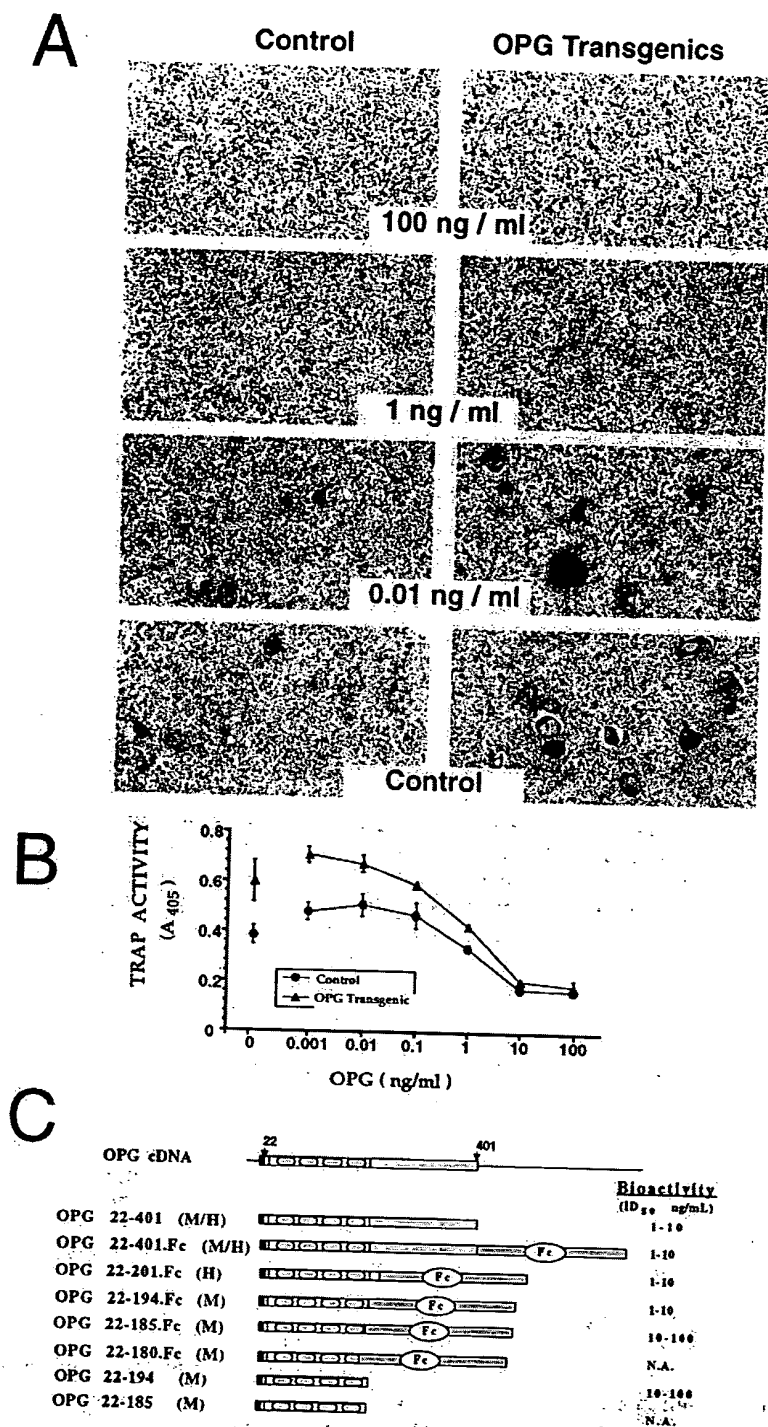 A
Control OPG Transgenics
100 ng / ml
1 ng / ml
0.01 ng / ml
Control
B
TRAP ACTIVITY
(A 405)
0.8
0.6
0.4
0.2
0
Control
OPG Transgenic
0 0.001 0.01 0.1 1 10 100
OPG ( ng/ml )
C
22 401
OPG cDNA
Bioactivity
(ID50 ng/mL)
OPG 22-401 (M/H) 1-10
OPG 22-401.Fc (M/H) Fc 1-10
OPG 22-201.Fc (H) Fc 1-10
OPG 22-194.Fc (M) Fc 1-10
OPG 22-185.Fc (M) Fc 10-100
OPG 22-180.Fc (M) Fc N.A.
OPG 22-194 (M) 10-100
OPG 22-185 (M) N.A.